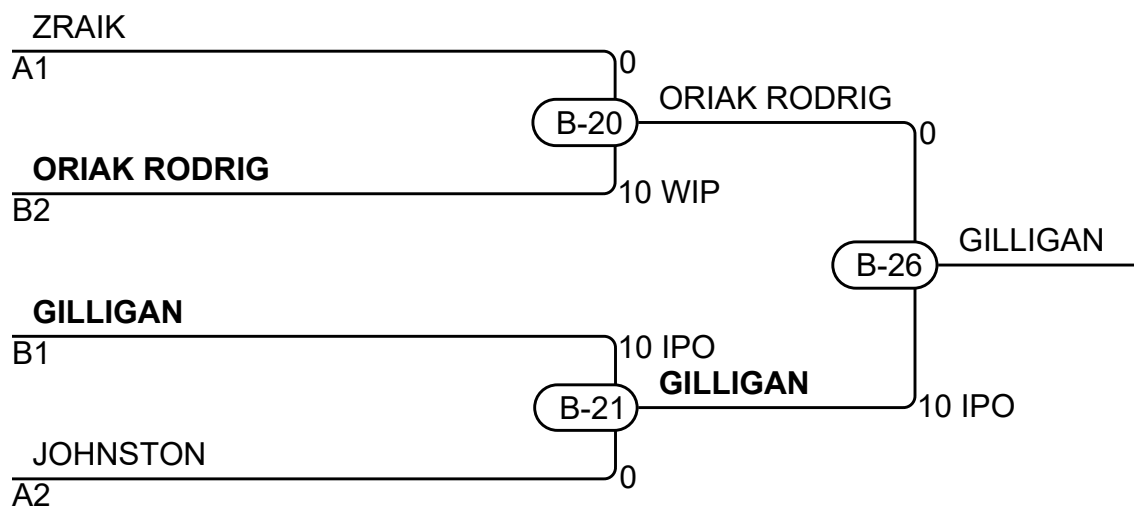 ZRAIK
A1
0
B-20
ORIAK RODRIG
0
ORIAK RODRIG
B2
10 WIP
B-26
GILLIGAN
GILLIGAN
B1
10 IPO
B-21
GILLIGAN
10 IPO
JOHNSTON
A2
0